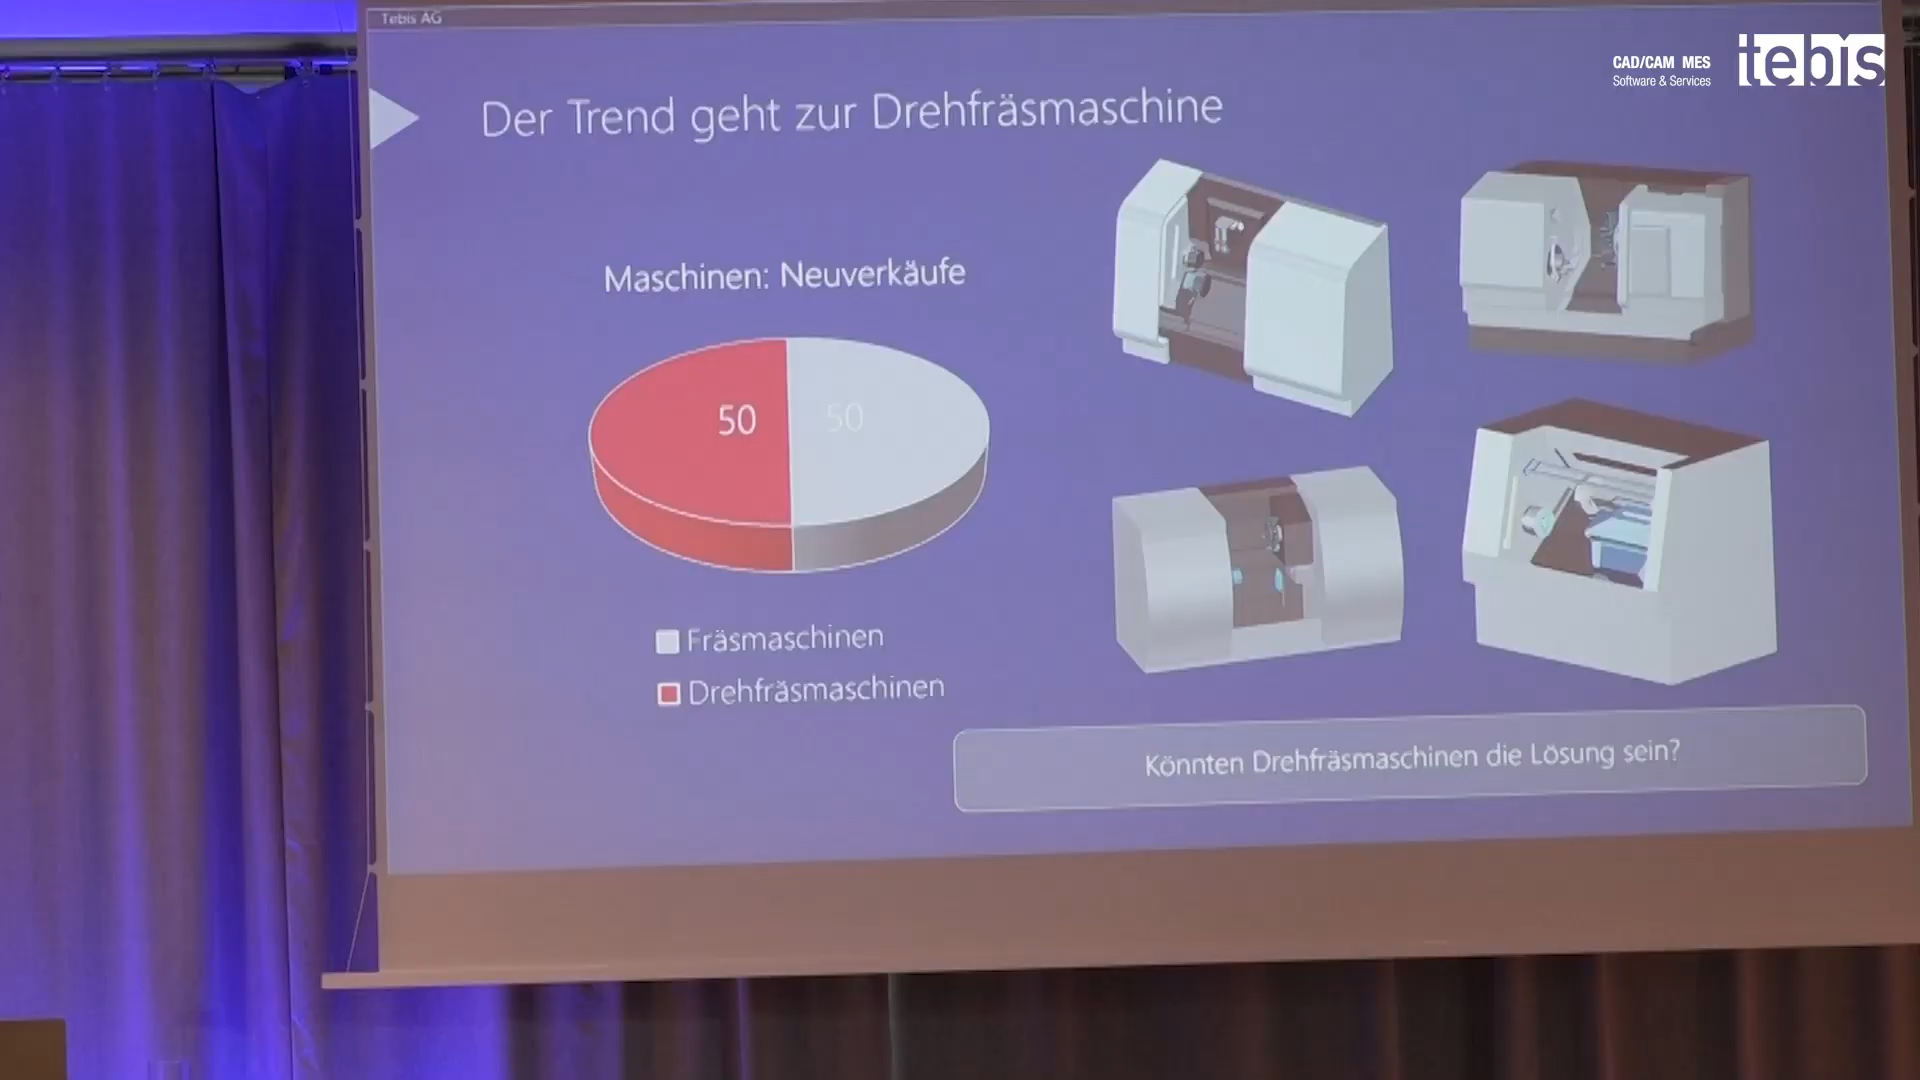 Tebis AG
CAD/CAM MES
Software & Services
tebis
Der Trend geht zur Drehfräsmaschine
Maschinen: Neuverkäufe
50
50
Fräsmaschinen
Drehfräsmaschinen
Könnten Drehfräsmaschinen die Lösung sein?